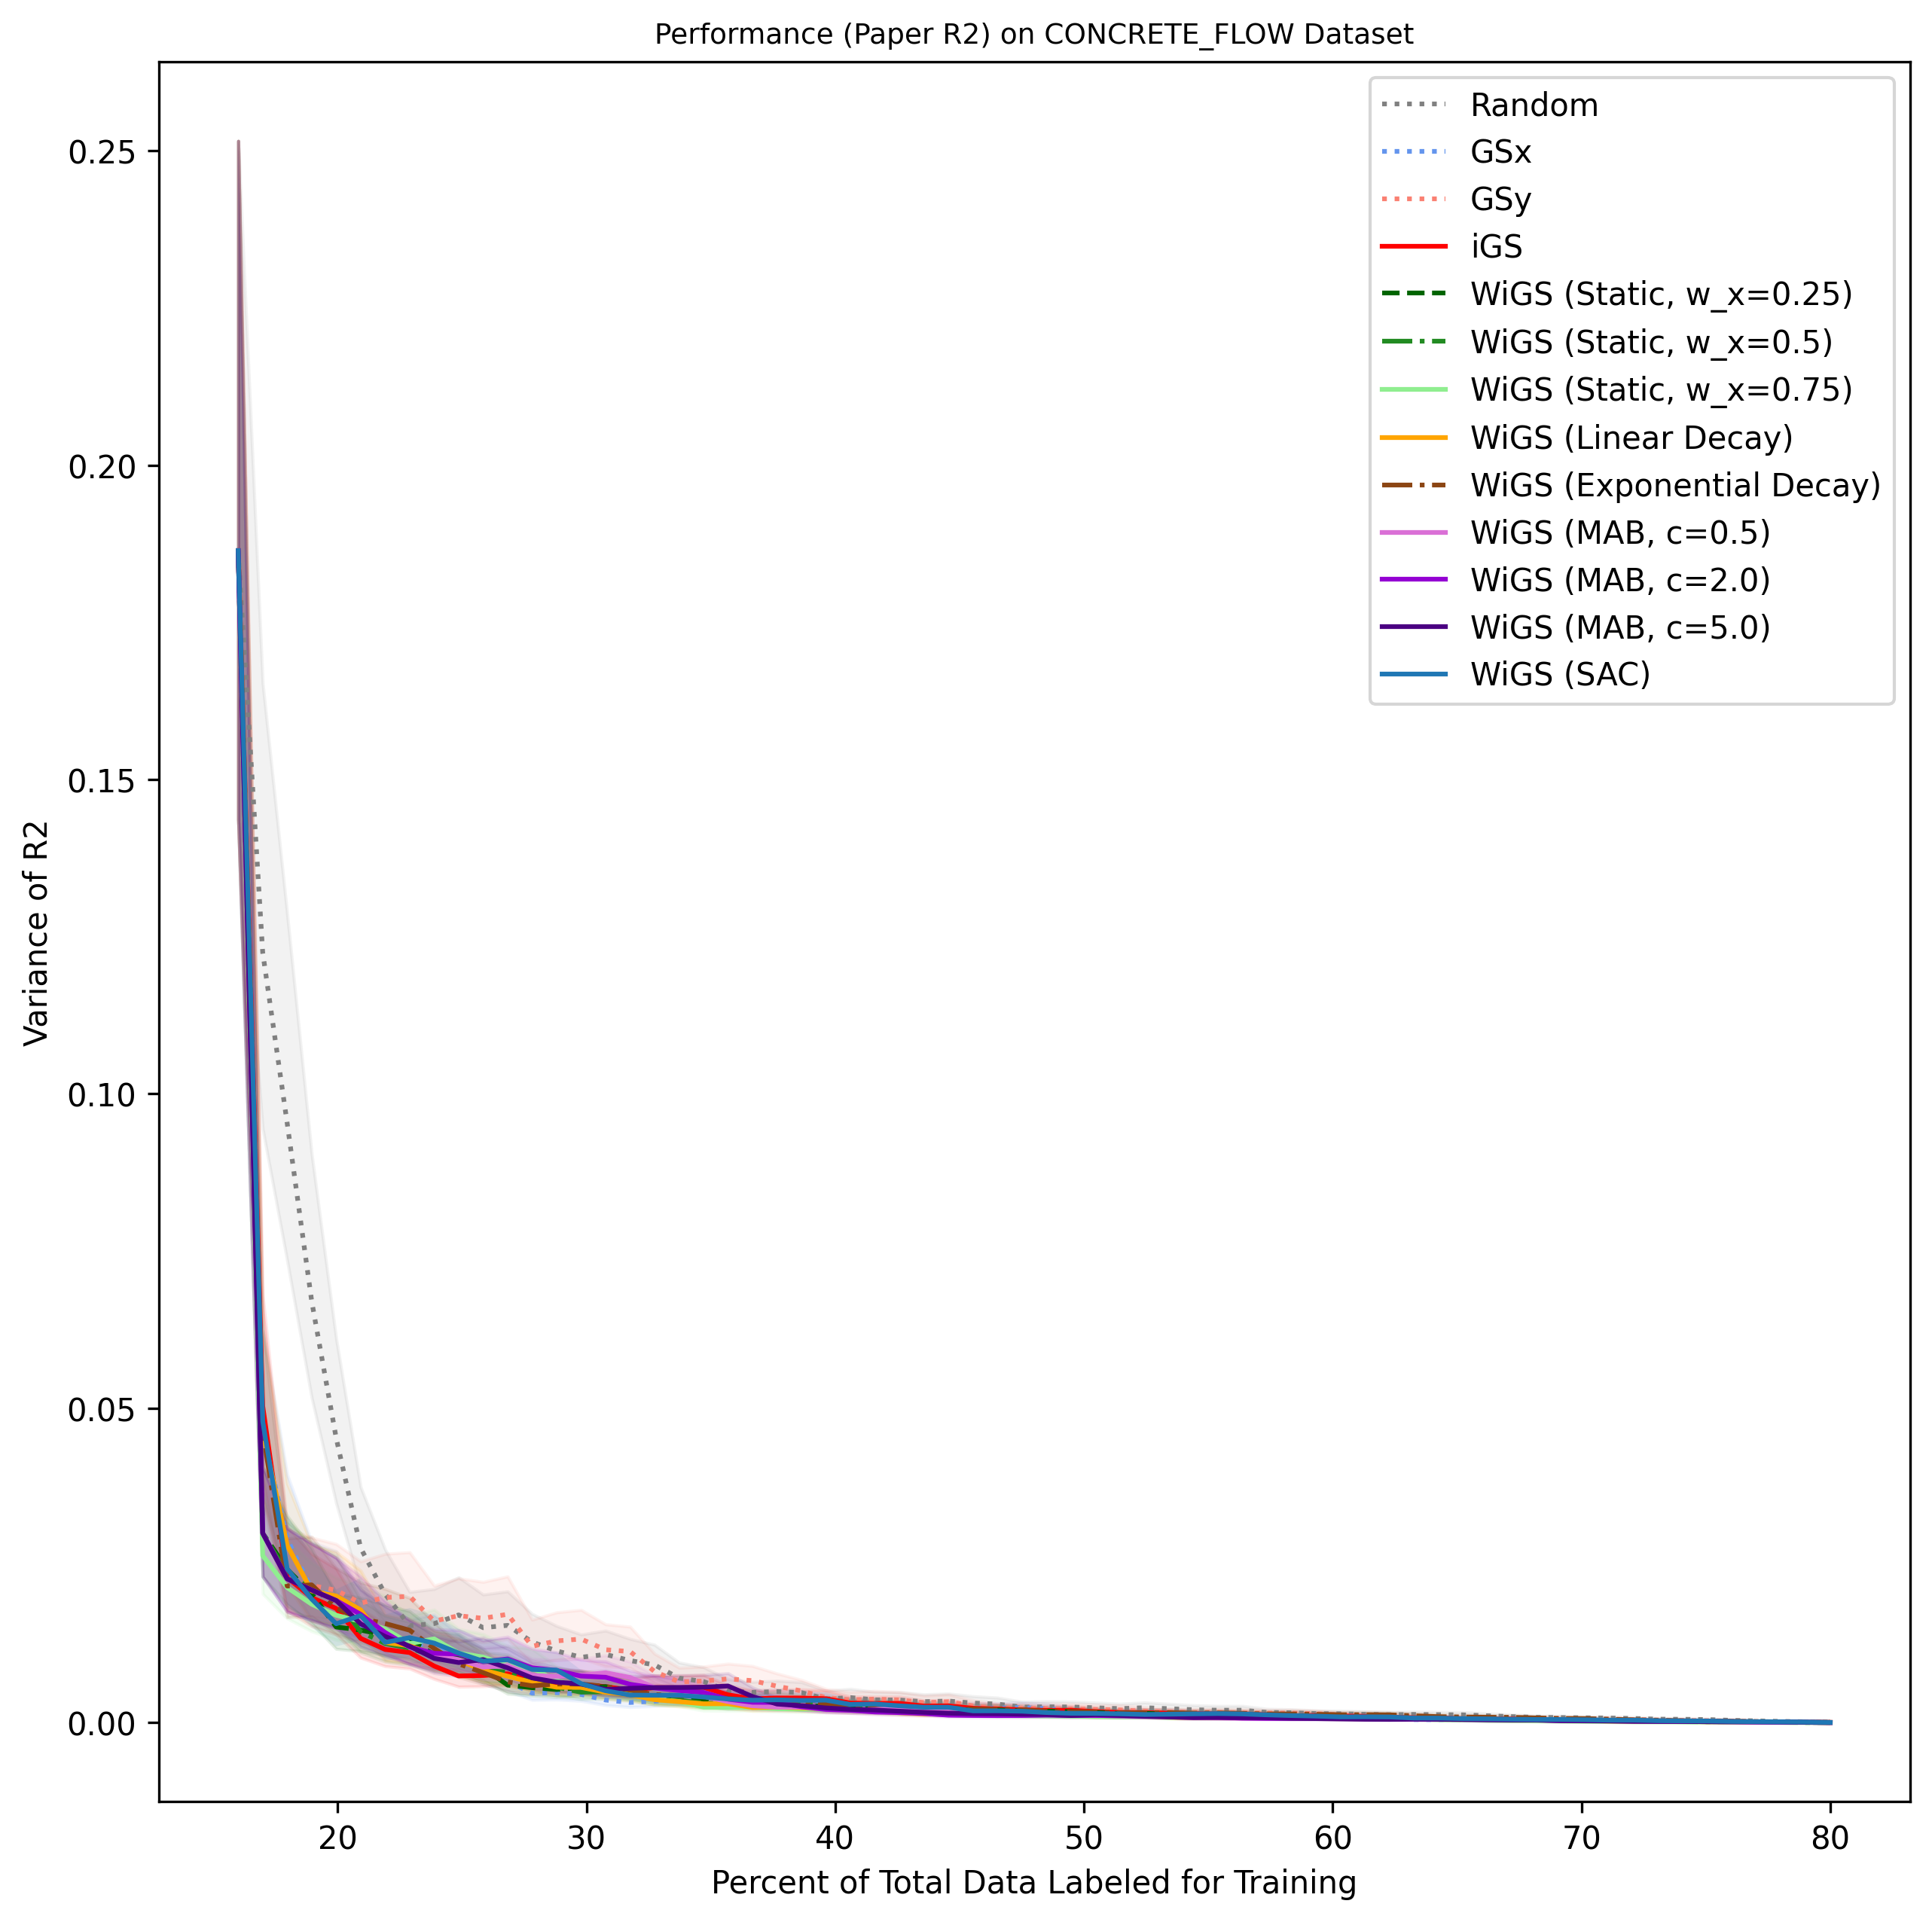 Performance (Paper R2) on CONCRETE_FLOW Dataset
Random
GSx
GSy
iGS
WiGS (Static, w_x=0.25)
WiGS (Static, w_x=0.5)
WiGS (Static, w_x=0.75)
WiGS (Linear Decay)
WiGS (Exponential Decay)
WiGS (MAB, c=0.5)
WiGS (MAB, c=2.0)
WiGS (MAB, c=5.0)
WiGS (SAC)
Variance of R2
0.25
0.20
0.15
0.10
0.05
0.00
20 30 40 50 60 70 80
Percent of Total Data Labeled for Training